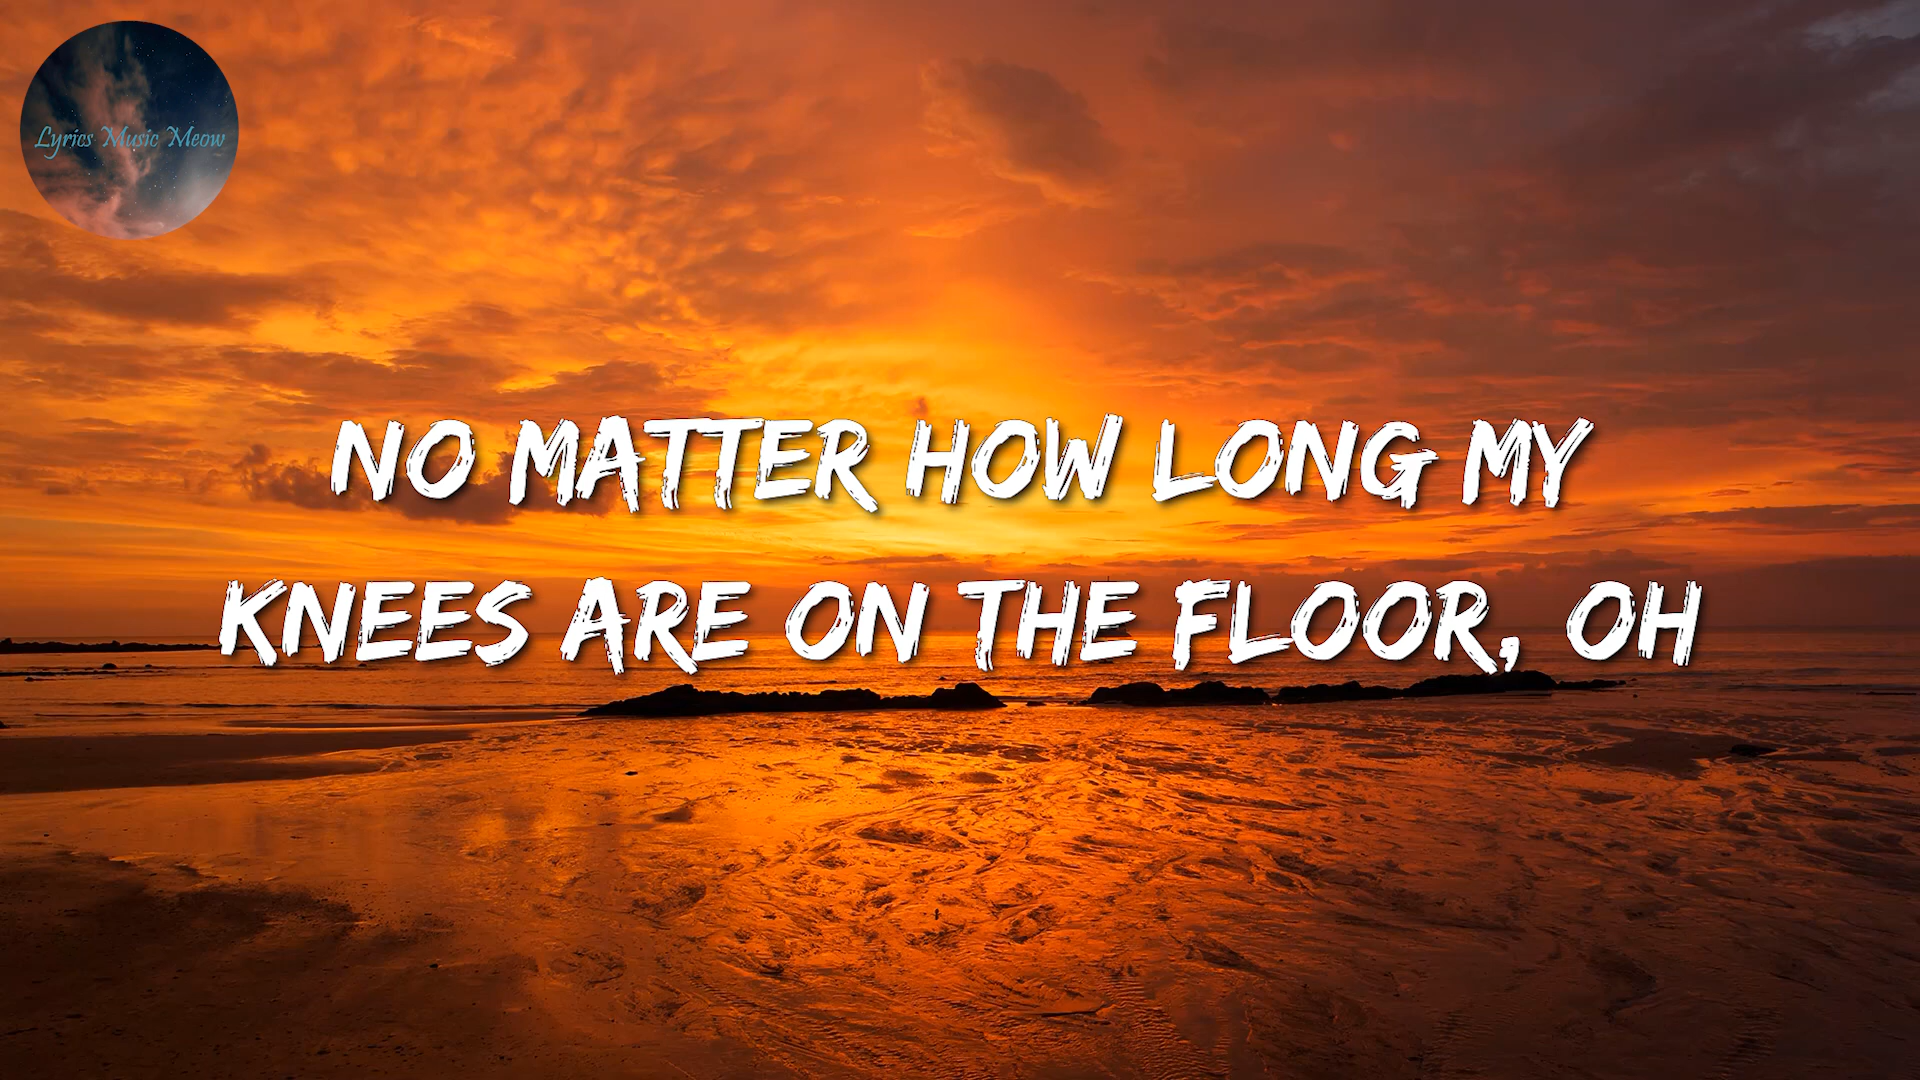 Lyrics Music Meow
NO MATTER HOW LONG MY
KNEES ARE ON THE FLOOR, OH